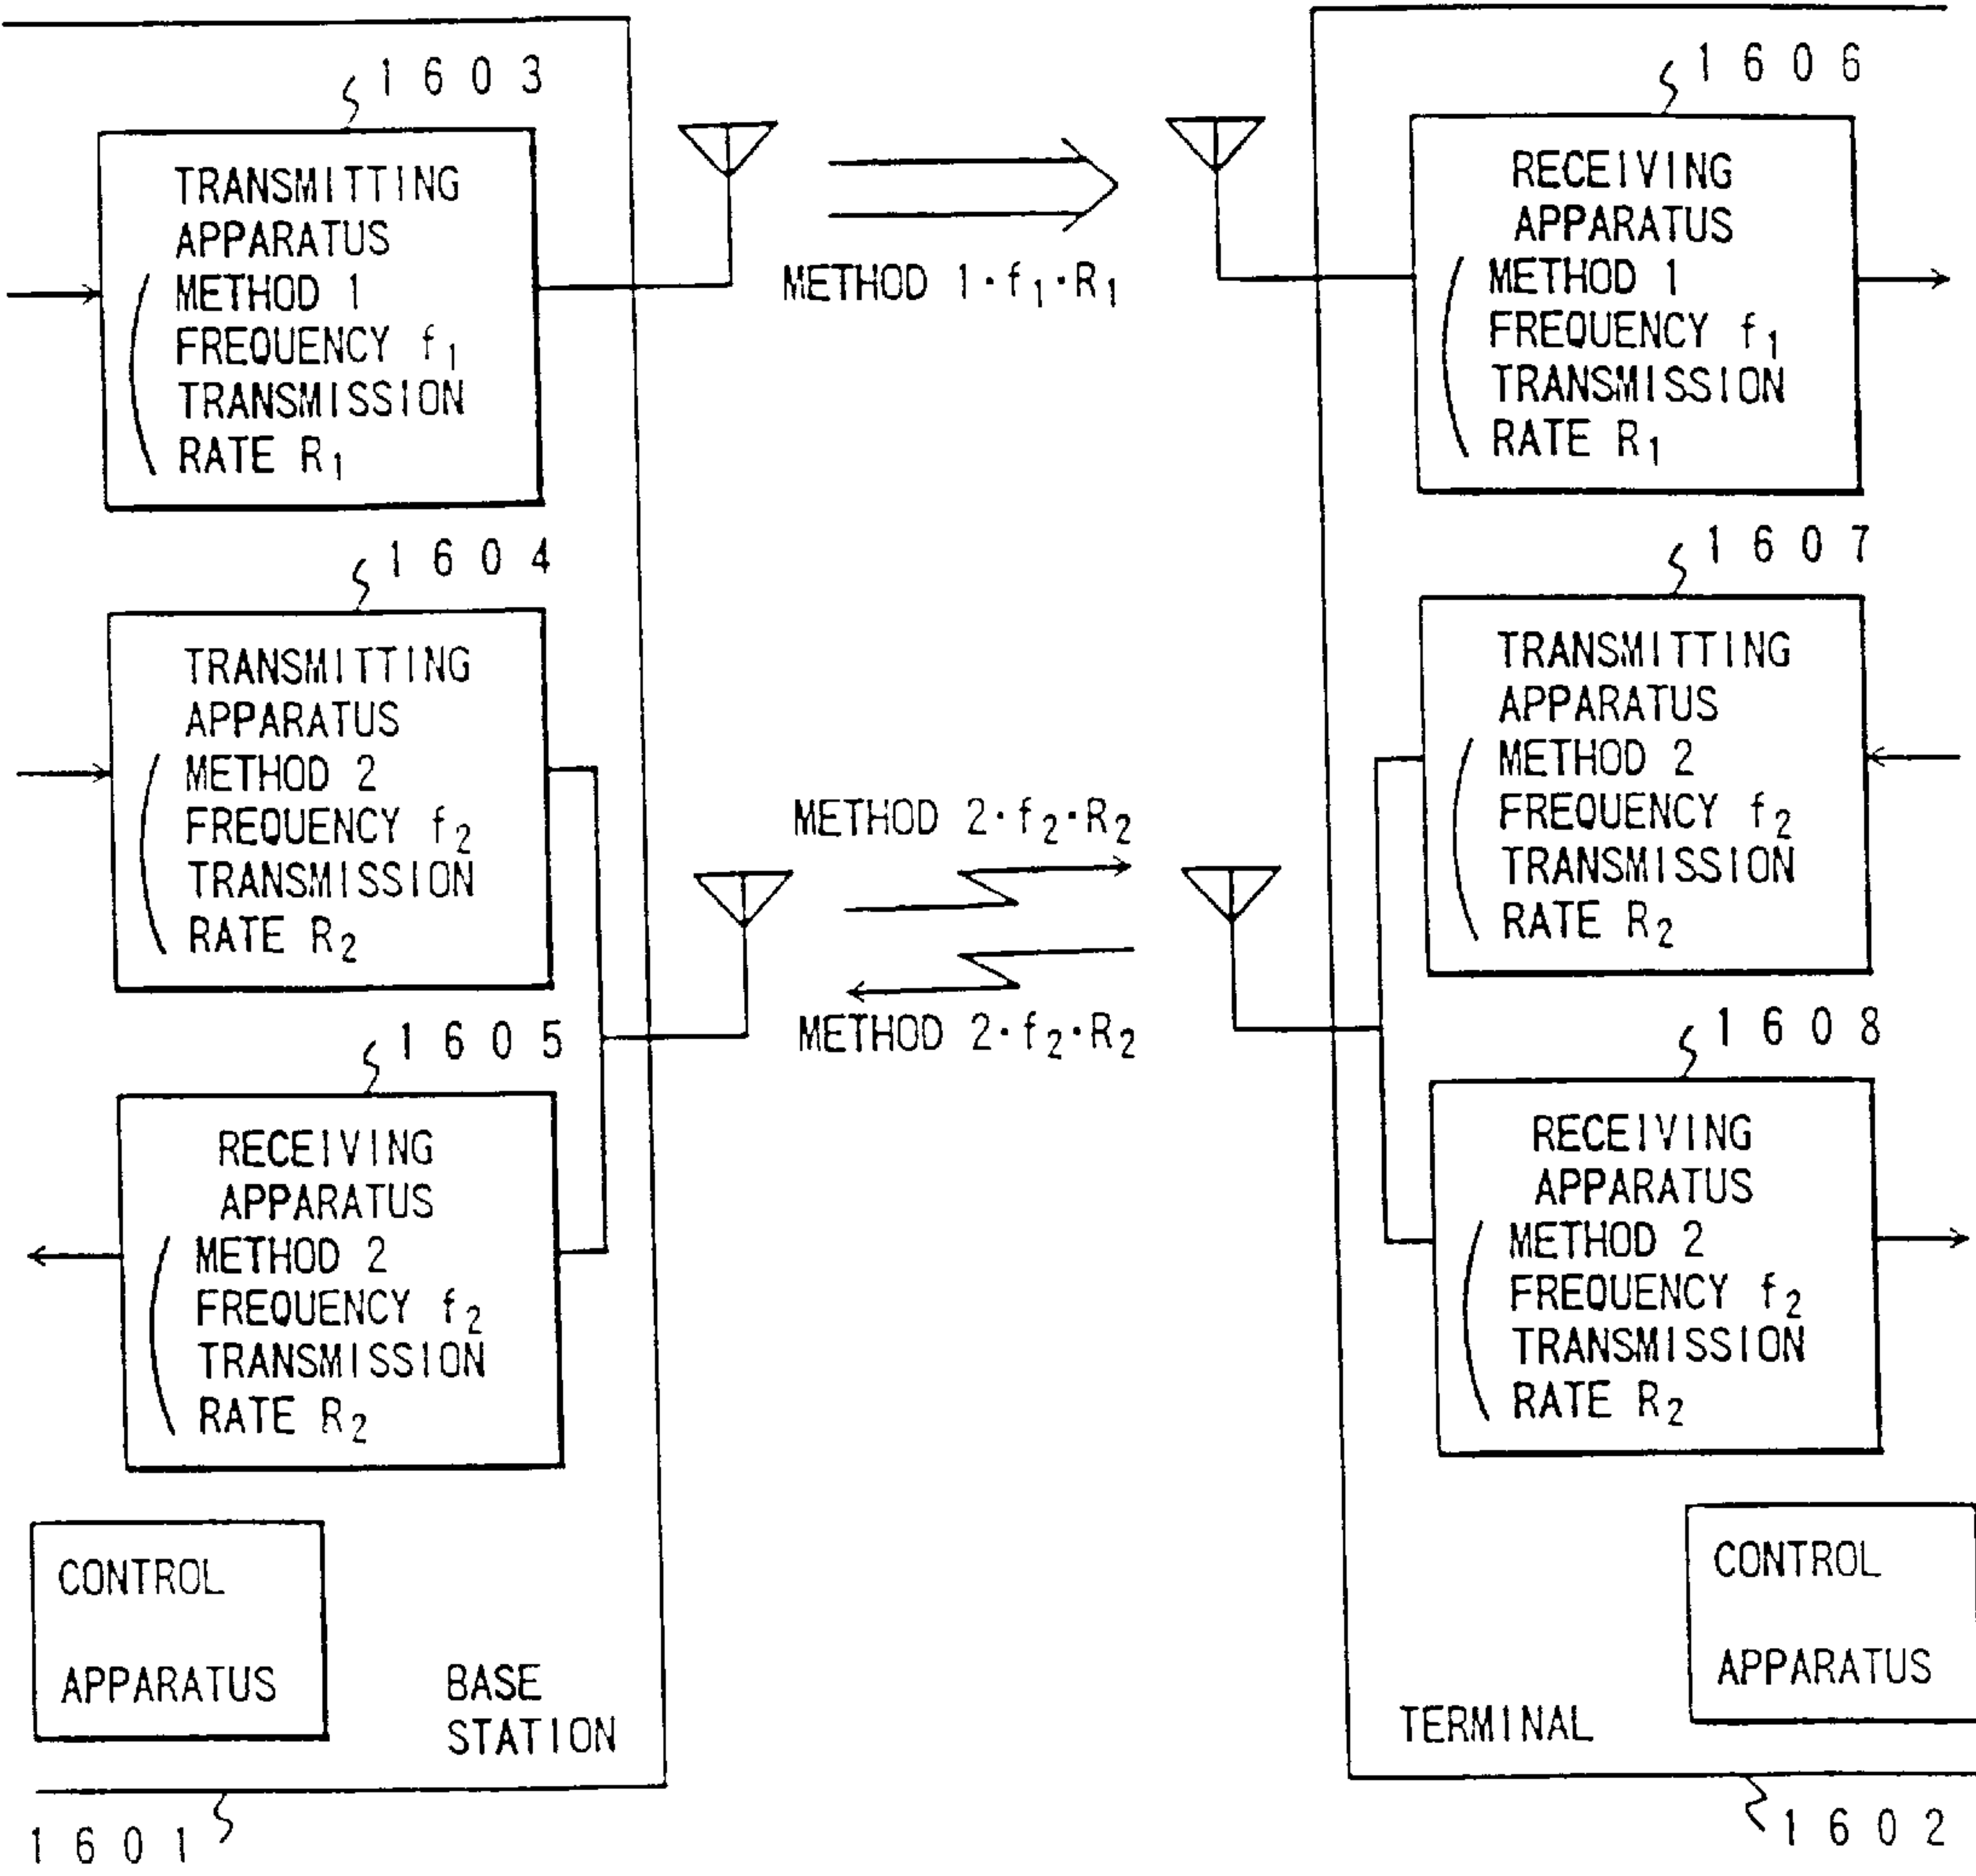 1603
TRANSMITTING
APPARATUS
METHOD 1
FREQUENCY f₁
TRANSMISSION
RATE R₁
1604
TRANSMITTING
APPARATUS
METHOD 2
FREQUENCY f₂
TRANSMISSION
RATE R₂
1605
RECEIVING
APPARATUS
METHOD 2
FREQUENCY f₂
TRANSMISSION
RATE R₂
CONTROL
APPARATUS
BASE
STATION
1601
METHOD 1·f₁·R₁
METHOD 2·f₂·R₂
METHOD 2·f₂·R₂
1606
RECEIVING
APPARATUS
METHOD 1
FREQUENCY f₁
TRANSMISSION
RATE R₁
1607
TRANSMITTING
APPARATUS
METHOD 2
FREQUENCY f₂
TRANSMISSION
RATE R₂
1608
RECEIVING
APPARATUS
METHOD 2
FREQUENCY f₂
TRANSMISSION
RATE R₂
CONTROL
APPARATUS
TERMINAL
1602